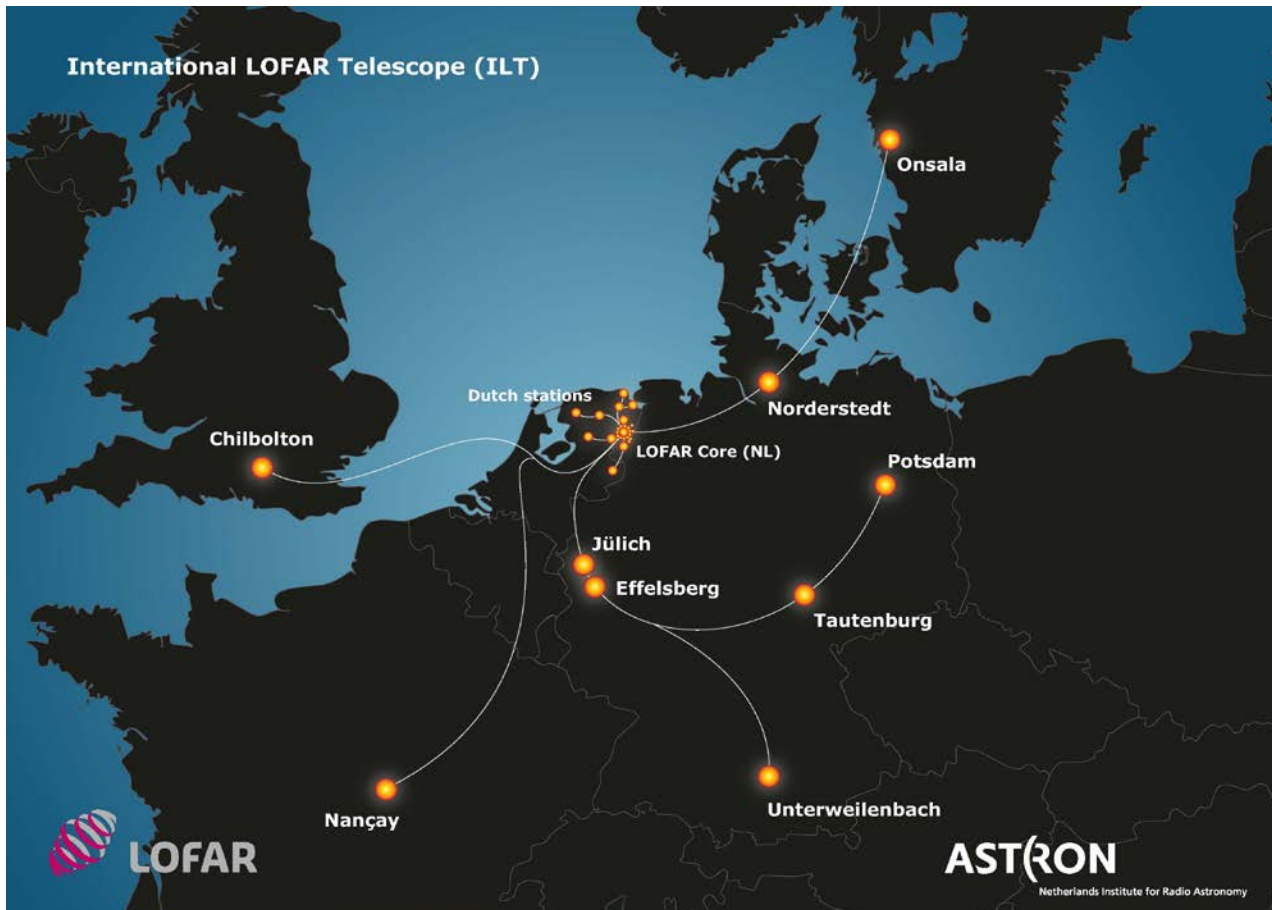 International LOFAR Telescope (ILT)
Onsala
Dutch stations
Norderstedt
Chilbolton
LOFAR Core (NL)
Potsdam
Jülich
Effelsberg
Tautenburg
Unterweilenbach
Nançay
LOFAR
ASTRON
Netherlands Institute for Radio Astronomy